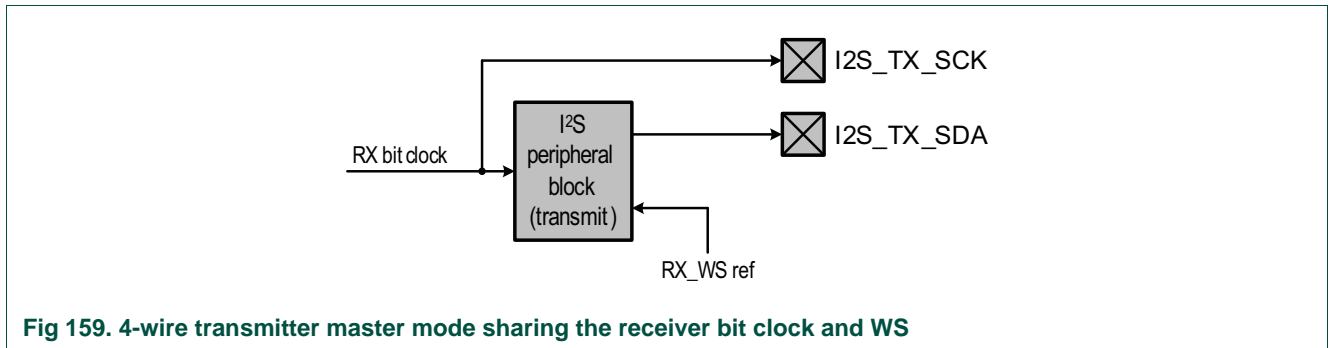 I2S_TX_SCK
I2S
peripheral
block
(transmit)
I2S_TX_SDA
RX bit clock
RX_WS ref
Fig 159. 4-wire transmitter master mode sharing the receiver bit clock and WS